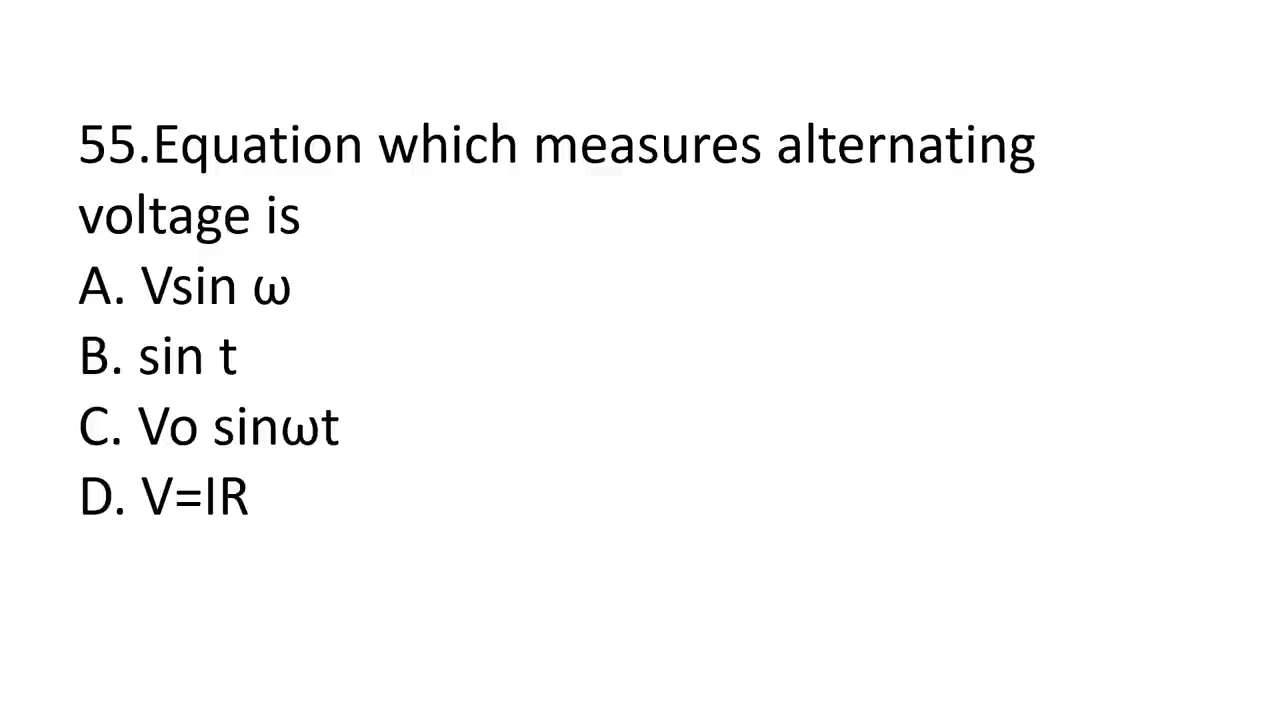 55.Equation which measures alternating
voltage is
A. Vsin ω
B. sin t
C. Vo sinωt
D. V=IR